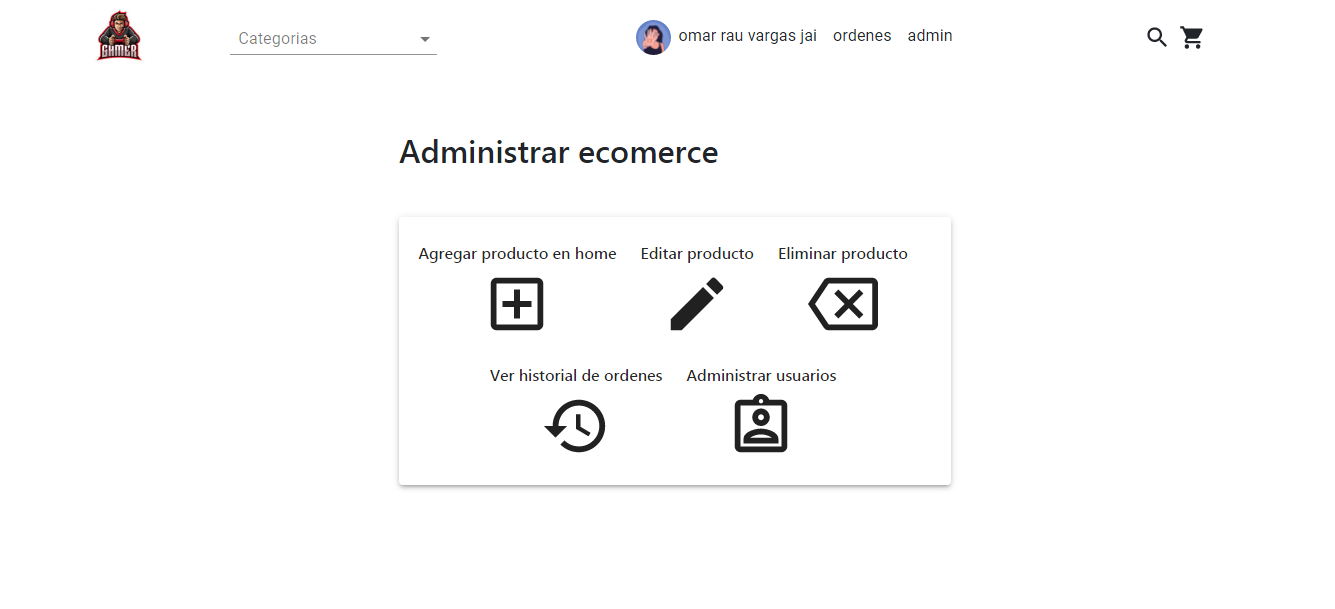 GAMER
Categorias
omar rau vargas jai ordenes admin
Administrar ecomerce
Agregar producto en home Editar producto Eliminar producto
Ver historial de ordenes Administrar usuarios